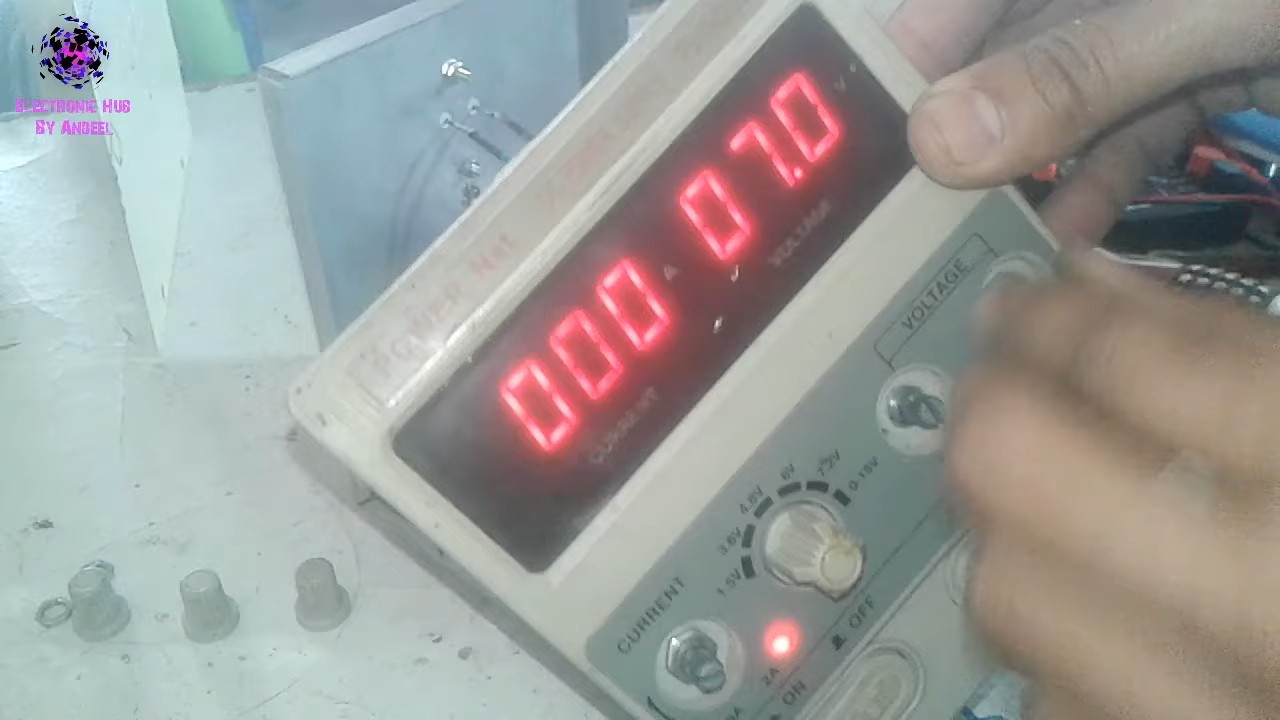 ELECTRONIC HUB
BY ANDEEL
POWER
000 A
07.0 V
CURRENT
VOLTAGE
VOLTAGE
1.5V
3.6V
4.8V
6V
7.2V
0-15V
CURRENT
2A
ON
OFF